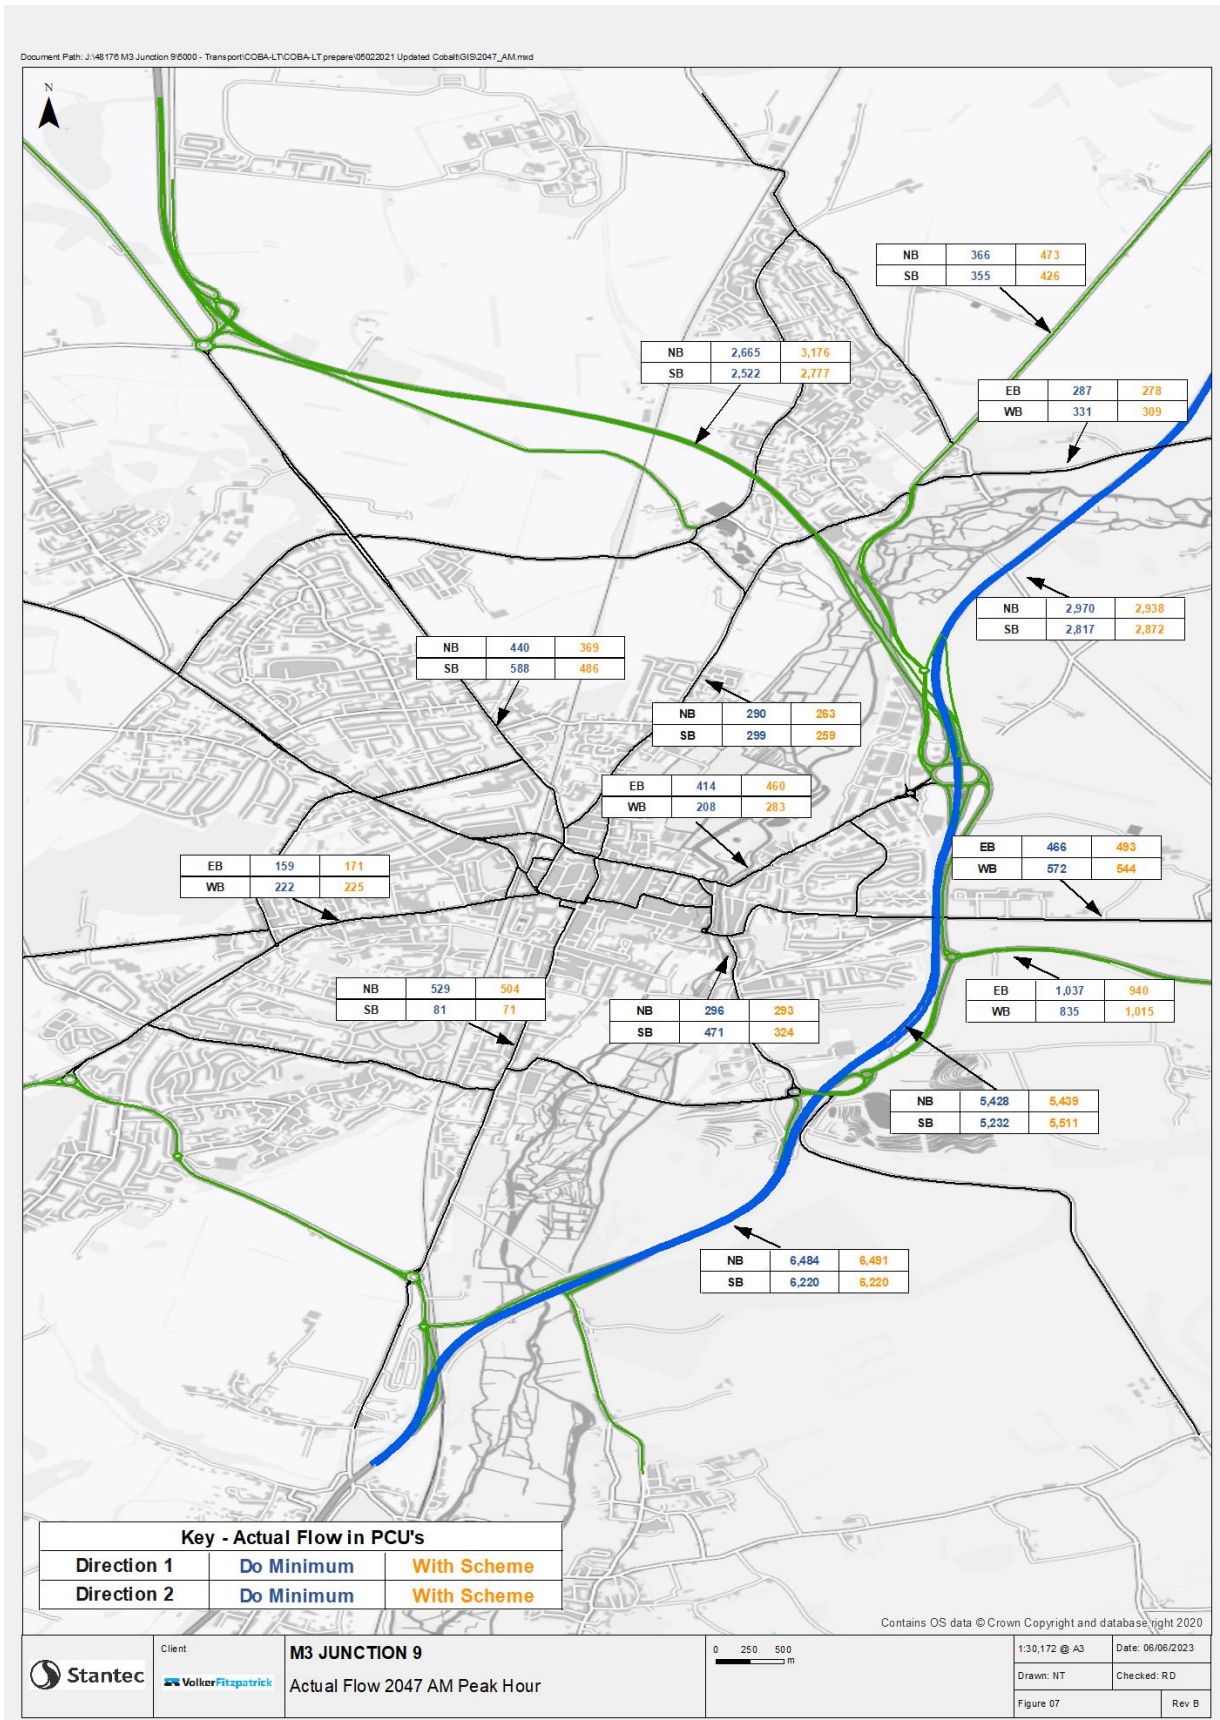 Document Path: J:\48176 M3 Junction 9\5000 - Transport\COBA-LT\COBA-LT prepare\05022021 Updated Cobalt\GIS\2047_AM.mxd
N
NB 366 473
SB 355 426
NB 2,665 3,176
SB 2,522 2,777
EB 287 278
WB 331 309
NB 2,970 2,938
SB 2,817 2,872
NB 440 369
SB 588 486
NB 290 263
SB 299 259
EB 414 460
WB 208 283
EB 466 493
WB 572 544
EB 159 171
WB 222 225
NB 529 504
SB 81 71
NB 296 293
SB 471 324
EB 1,037 940
WB 835 1,015
NB 5,428 5,439
SB 5,232 5,511
NB 6,484 6,491
SB 6,220 6,220
Key - Actual Flow in PCU's
Direction 1 Do Minimum With Scheme
Direction 2 Do Minimum With Scheme
Contains OS data © Crown Copyright and database right 2020
Stantec
Client
VolkerFitzpatrick
M3 JUNCTION 9
Actual Flow 2047 AM Peak Hour
0 250 500
m
1:30,172 @ A3 Date: 06/06/2023
Drawn: NT Checked: RD
Figure 07 Rev B